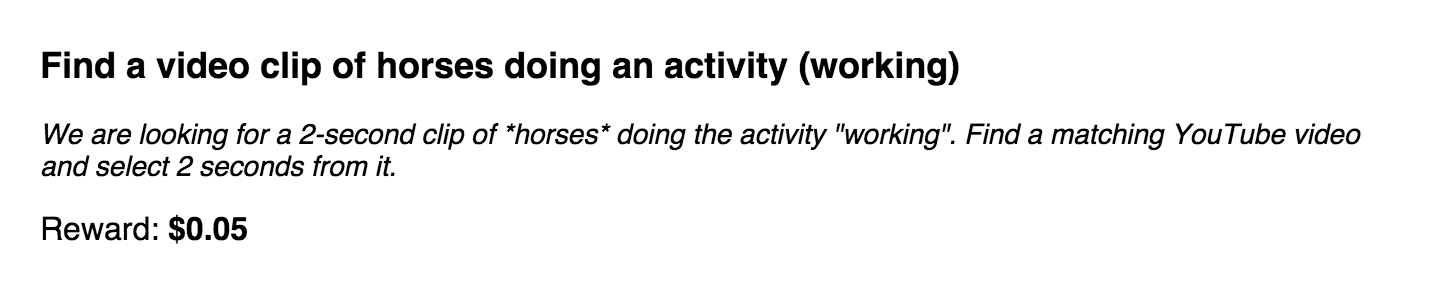 Find a video clip of horses doing an activity (working)
We are looking for a 2-second clip of *horses* doing the activity "working". Find a matching YouTube video
and select 2 seconds from it.
Reward: $0.05